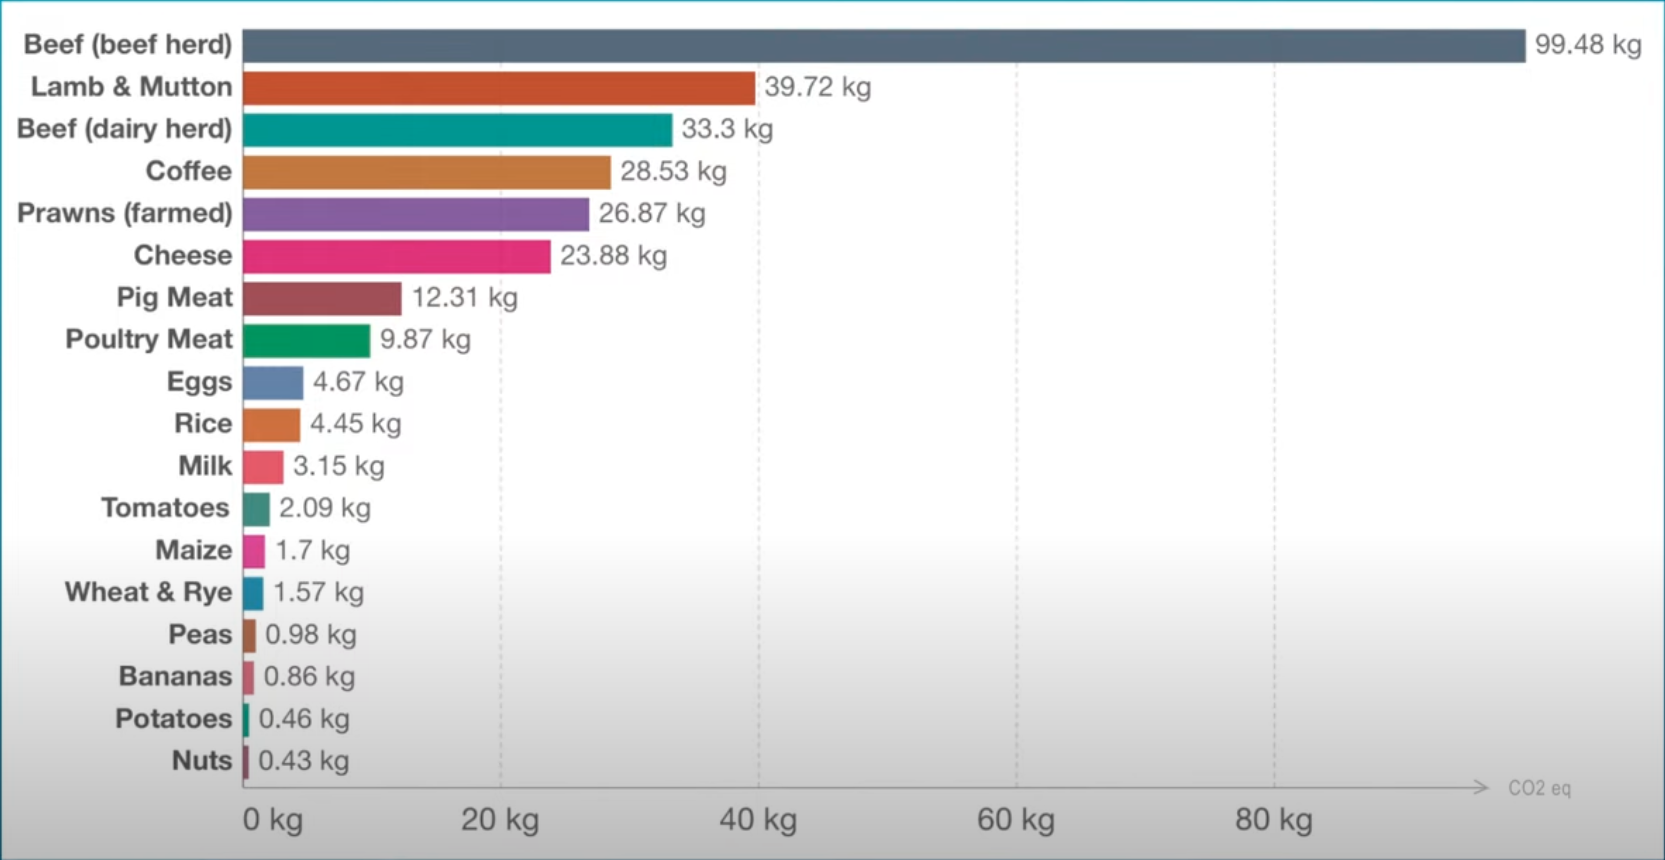 Beef (beef herd) 99.48 kg
Lamb & Mutton 39.72 kg
Beef (dairy herd) 33.3 kg
Coffee 28.53 kg
Prawns (farmed) 26.87 kg
Cheese 23.88 kg
Pig Meat 12.31 kg
Poultry Meat 9.87 kg
Eggs 4.67 kg
Rice 4.45 kg
Milk 3.15 kg
Tomatoes 2.09 kg
Maize 1.7 kg
Wheat & Rye 1.57 kg
Peas 0.98 kg
Bananas 0.86 kg
Potatoes 0.46 kg
Nuts 0.43 kg
CO2 eq
0 kg 20 kg 40 kg 60 kg 80 kg